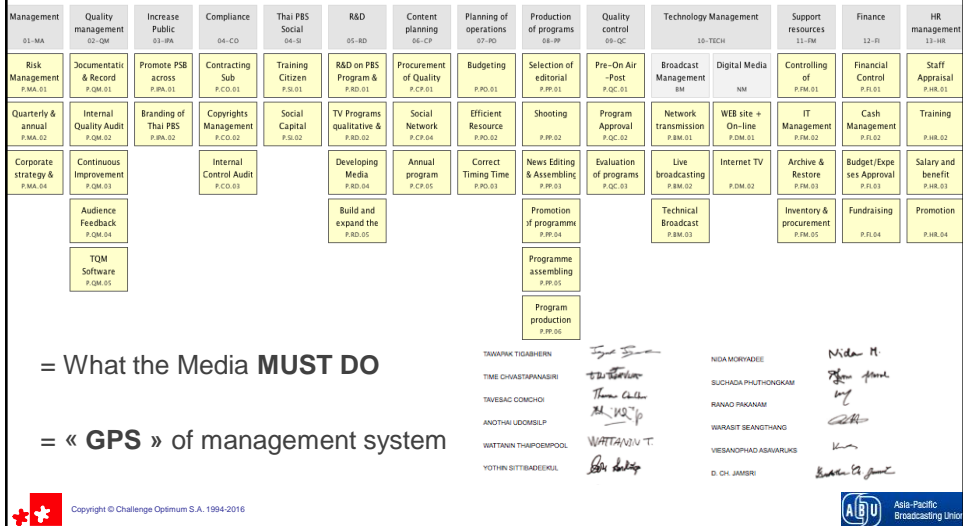 Management
01-MA
Quality
management
02-QM
Increase
Public
03-IPA
Compliance
04-CO
Thai PBS
Social
04-SI
R&D
05-RD
Content
planning
06-CP
Planning of
operations
07-PO
Production
of programs
08-PP
Quality
control
09-QC
Technology Management
10-TECH
Support
resources
11-FM
Finance
12-FI
HR
management
13-HR
Risk
Management
P.MA.01
Documentatic
& Record
P.QM.01
Promote PSB
across
P.IPA.01
Contracting
Sub
P.CO.01
Training
Citizen
P.SI.01
R&D on PBS
Program &
P.RD.01
Procurement
of Quality
P.CP.01
Budgeting
P.PO.01
Selection of
editorial
P.PP.01
Pre-On Air
-Post
P.QC.01
Broadcast
Management
BM
Digital Media
NM
Controlling
of
P.FM.01
Financial
Control
P.FI.01
Staff
Appraisal
P.HR.01
Quarterly &
annual
P.MA.02
Internal
Quality Audit
P.QM.02
Branding of
Thai PBS
P.IPA.02
Copyrights
Management
P.CO.02
Social
Capital
P.SI.02
TV Programs
qualitative &
P.RD.02
Social
Network
P.CP.04
Efficient
Resource
P.PO.02
Shooting
P.PP.02
Program
Approval
P.QC.02
Network
transmission
P.BM.01
WEB site +
On-line
P.DM.01
IT
Management
P.FM.02
Cash
Management
P.FI.02
Training
P.HR.02
Corporate
strategy &
P.MA.04
Continuous
Improvement
P.QM.03
Internal
Control Audit
P.CO.03
Developing
Media
P.RD.04
Annual
program
P.CP.05
Correct
Timing Time
P.PO.03
News Editing
& Assembling
P.PP.03
Evaluation
of programs
P.QC.03
Live
broadcasting
P.BM.02
Internet TV
P.DM.02
Archive &
Restore
P.FM.03
Budget/Expe
ses Approval
P.FI.03
Salary and
benefit
P.HR.03
Audience
Feedback
P.QM.04
Build and
expand the
P.RD.05
Promotion
of programme
P.PP.04
Technical
Broadcast
P.BM.03
Inventory &
procurement
P.FM.05
Fundraising
P.FI.04
Promotion
P.HR.04
TQM
Software
P.QM.05
Programme
assembling
P.PP.05
Program
production
P.PP.06
= What the Media MUST DO
= « GPS » of management system
TAWAPAK TIGABHERN
TIME CHVASTAPANASIRI
TAVESAC COMCHOI
ANOTHAI UDOMSILP
WATTANIN THAIPOEMPOOL WATTANIN T.
YOTHIN SITTIBADEEKUL
NIDA MORYADEE Nida M.
SUCHADA PHUTHONGKAM
RANAO PAKANAM
WARASIT SEANGTHANG
VIESANOPHAD ASAVARUKS
D. CH. JAMSRI
Copyright © Challenge Optimum S.A. 1994-2016
ABU
Asia-Pacific
Broadcasting Union